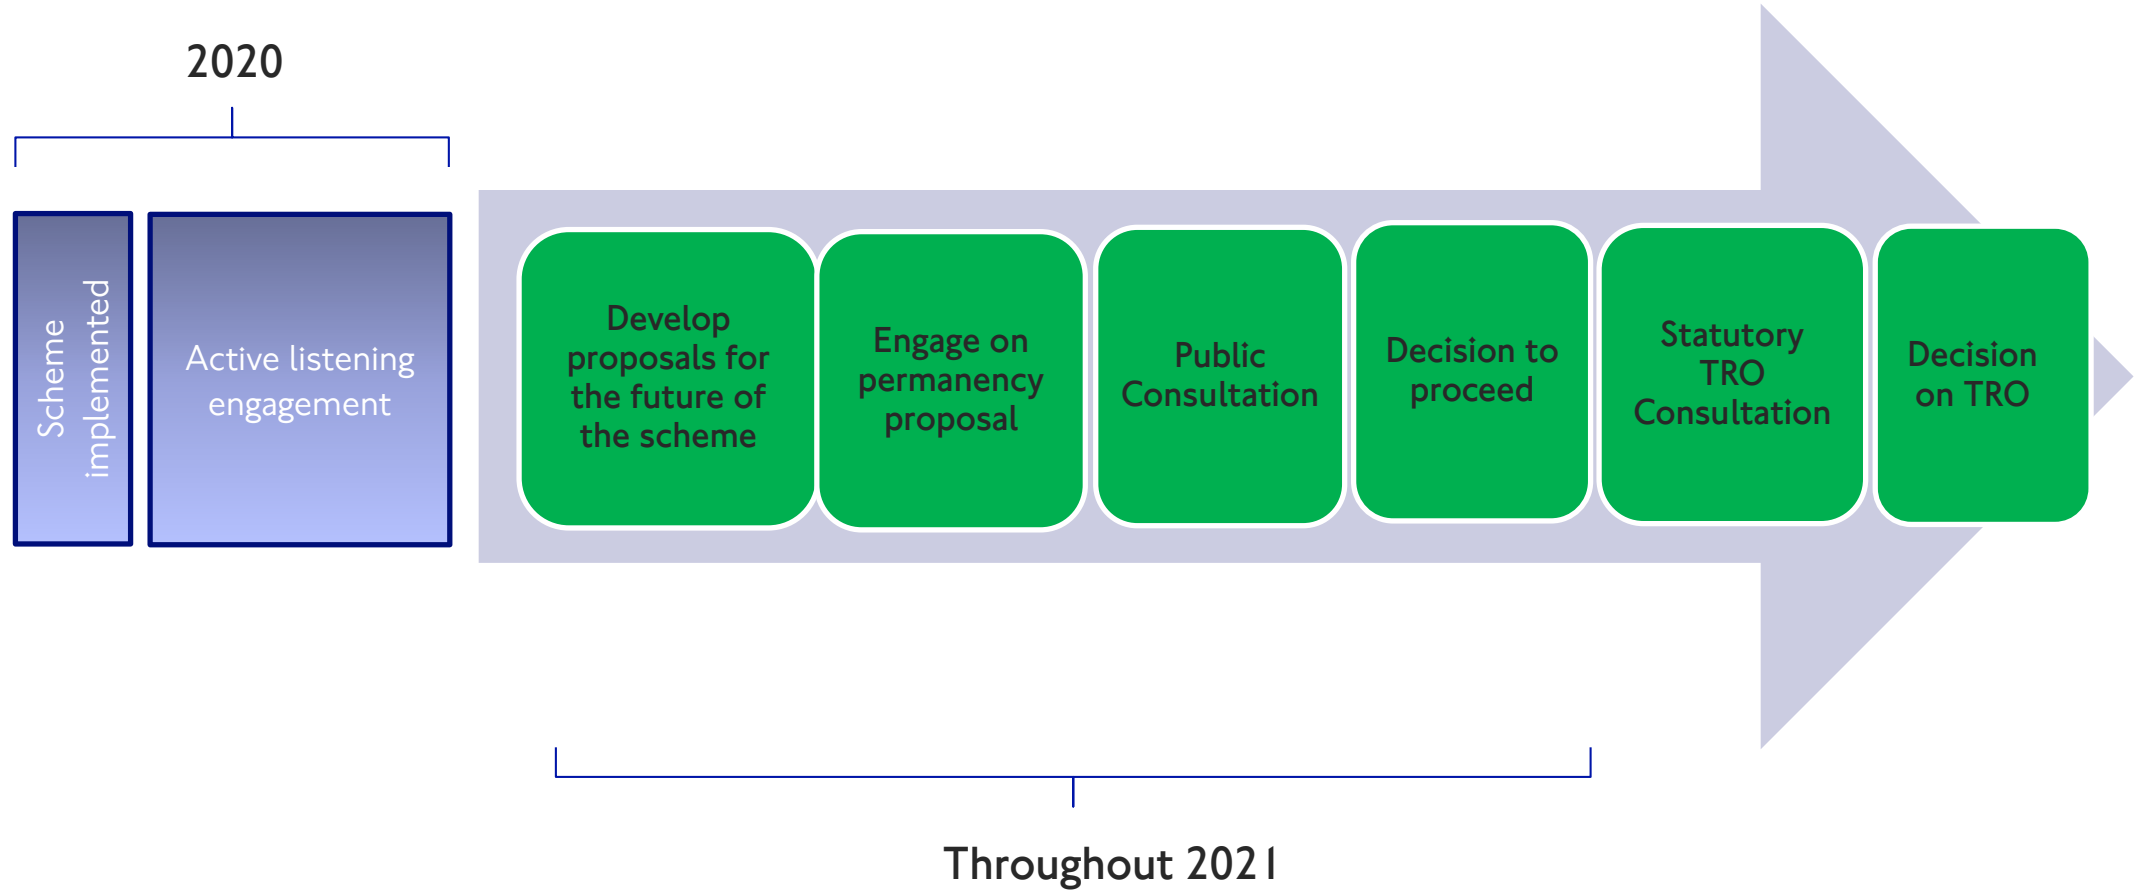 2020
Scheme
implemented
Active listening
engagement
Develop
proposals for
the future of
the scheme
Engage on
permanency
proposal
Public
Consultation
Decision to
proceed
Statutory
TRO
Consultation
Decision
on TRO
Throughout 2021